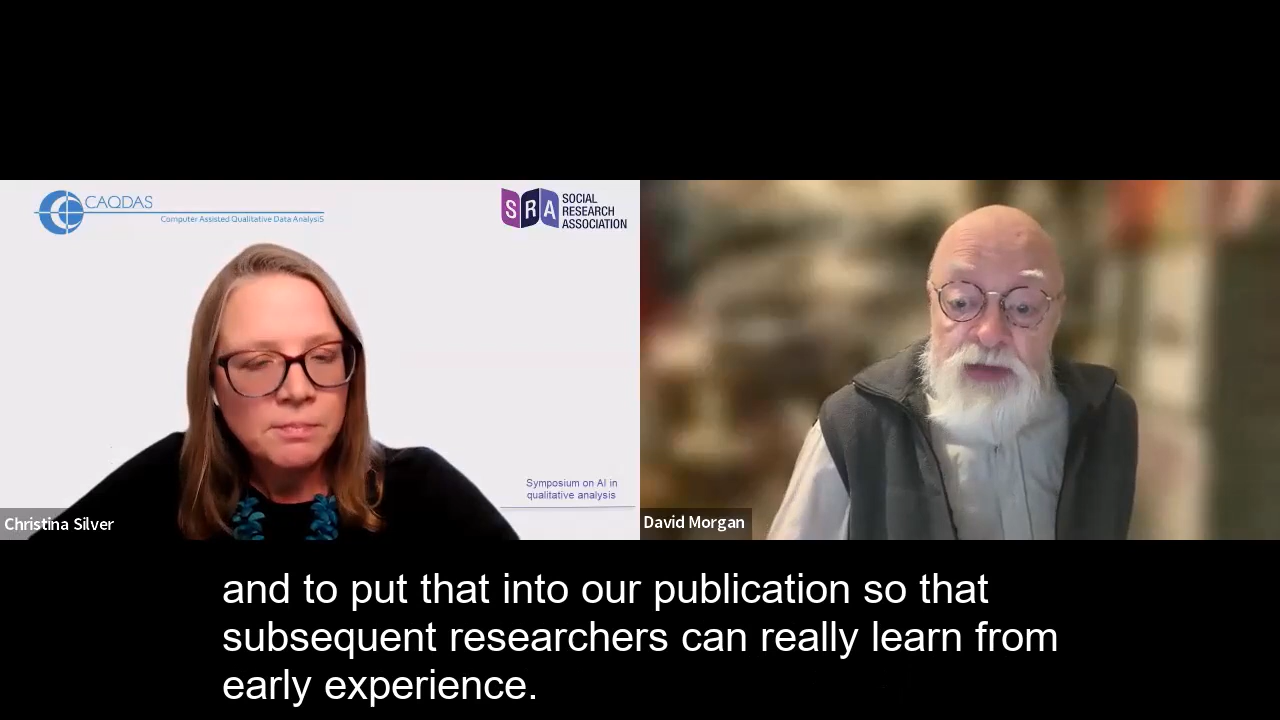 CAQDAS
Computer Assisted Qualitative Data AnalysiS
SRA
SOCIAL
RESEARCH
ASSOCIATION
Symposium on AI in
qualitative analysis
Christina Silver
David Morgan
and to put that into our publication so that
subsequent researchers can really learn from
early experience.